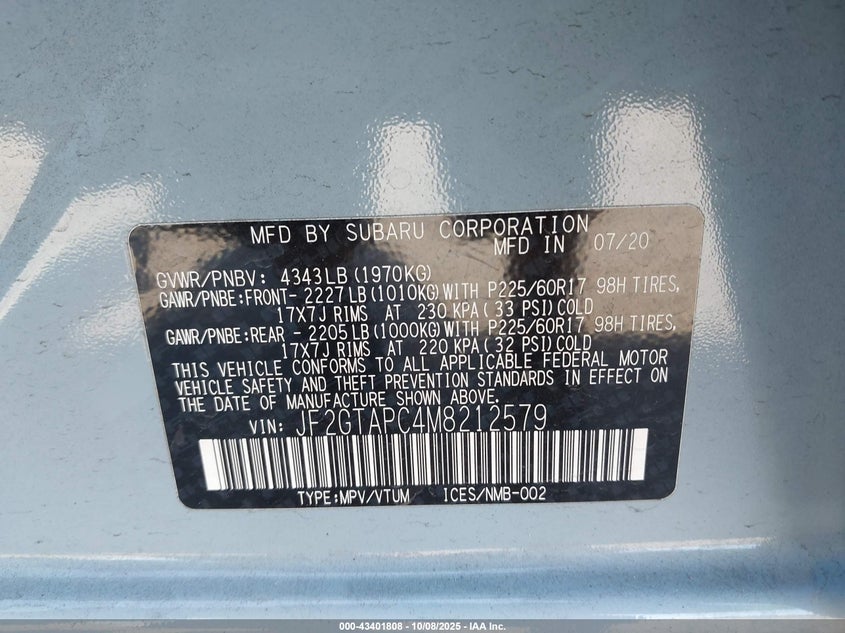 MFD BY SUBARU CORPORATION
MFD IN 07/20
GVWR/PNBV: 4343LB (1970KG)
GAWR/PNBE:FRONT- 2227 LB (1010KG) WITH P225/60R17 98H TIRES,
17X7J RIMS AT 230 KPA ( 33 PSI) COLD
GAWR/PNBE:REAR - 2205 LB (1000KG) WITH P225/60R17 98H TIRES,
17X7J RIMS AT 220 KPA ( 32 PSI) COLD
THIS VEHICLE CONFORMS TO ALL APPLICABLE FEDERAL MOTOR
VEHICLE SAFETY AND THEFT PREVENTION STANDARDS IN EFFECT ON
THE DATE OF MANUFACTURE SHOWN ABOVE.
VIN: JF2GTAPC4M8212579
TYPE:MPV/VTUM ICES/NMB-002
000-43401808 - 10/08/2025 - IAA Inc.